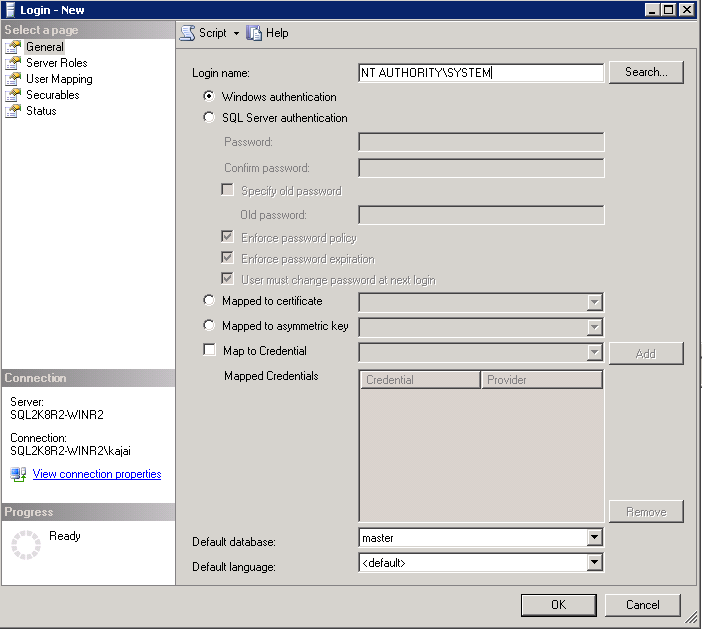 Login - New
Select a page
General
Server Roles
User Mapping
Securables
Status
Script Help
Login name: NT AUTHORITY\SYSTEM Search...
Windows authentication
SQL Server authentication
Password:
Confirm password:
Specify old password
Old password:
Enforce password policy
Enforce password expiration
User must change password at next login
Mapped to certificate
Mapped to asymmetric key
Map to Credential Add
Mapped Credentials Credential Provider
Remove
Default database: master
Default language: <default>
Connection
Server:
SQL2K8R2-WINR2
Connection:
SQL2K8R2-WINR2\kajai
View connection properties
Progress
Ready
OK Cancel